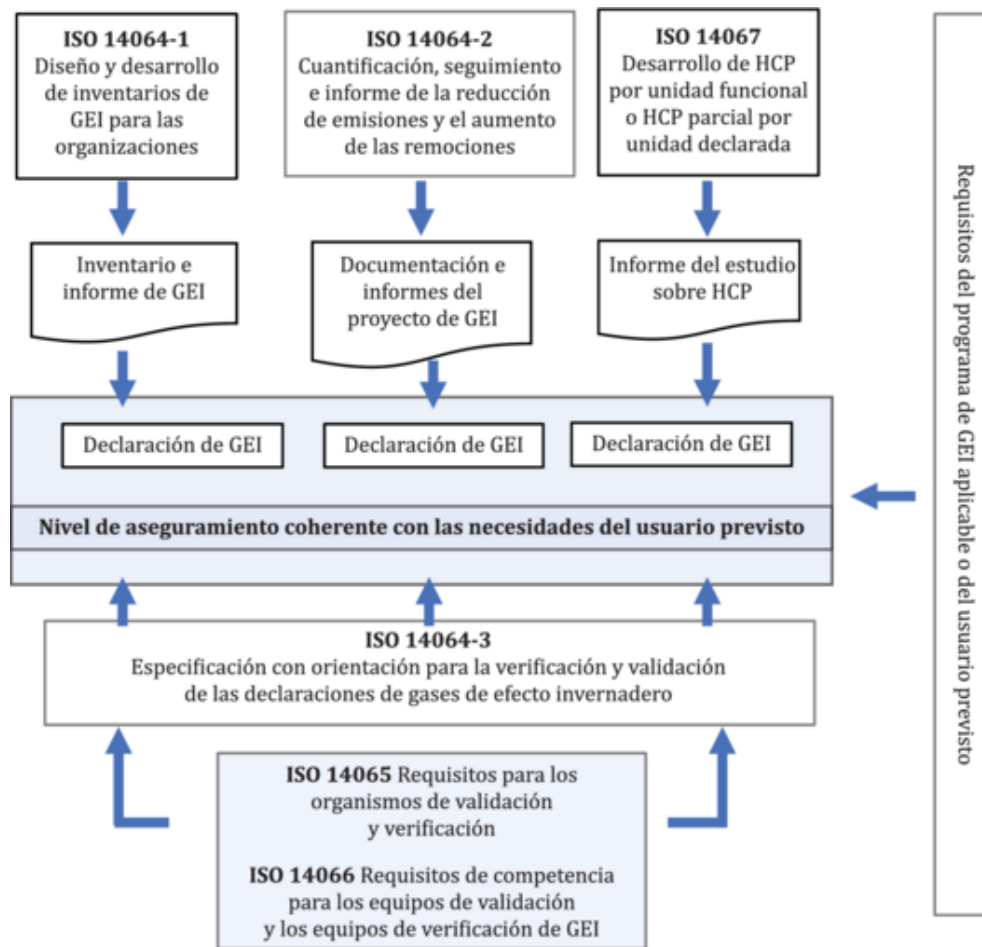 ISO 14064-1
Diseño y desarrollo
de inventarios de
GEI para las
organizaciones
ISO 14064-2
Cuantificación, seguimiento
e informe de la reducción
de emisiones y el aumento
de las remociones
ISO 14067
Desarrollo de HCP
por unidad funcional
o HCP parcial por
unidad declarada
Inventario e
informe de GEI
Documentación e
informes del
proyecto de GEI
Informe del estudio
sobre HCP
Declaración de GEI
Declaración de GEI
Declaración de GEI
Nivel de aseguramiento coherente con las necesidades del usuario previsto
ISO 14064-3
Especificación con orientación para la verificación y validación
de las declaraciones de gases de efecto invernadero
ISO 14065 Requisitos para los
organismos de validación
y verificación
ISO 14066 Requisitos de competencia
para los equipos de validación
y los equipos de verificación de GEI
Requisitos del programa de GEI aplicable o del usuario previsto